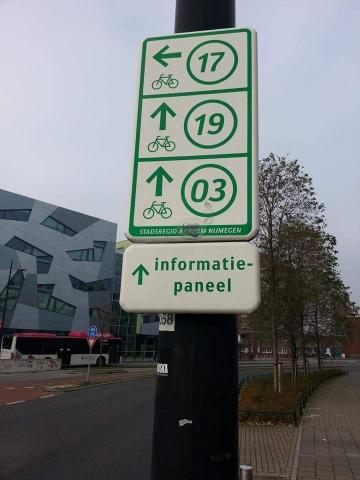 17
19
03
STADSREGIO ARNHEM NIJMEGEN
informatie-
paneel